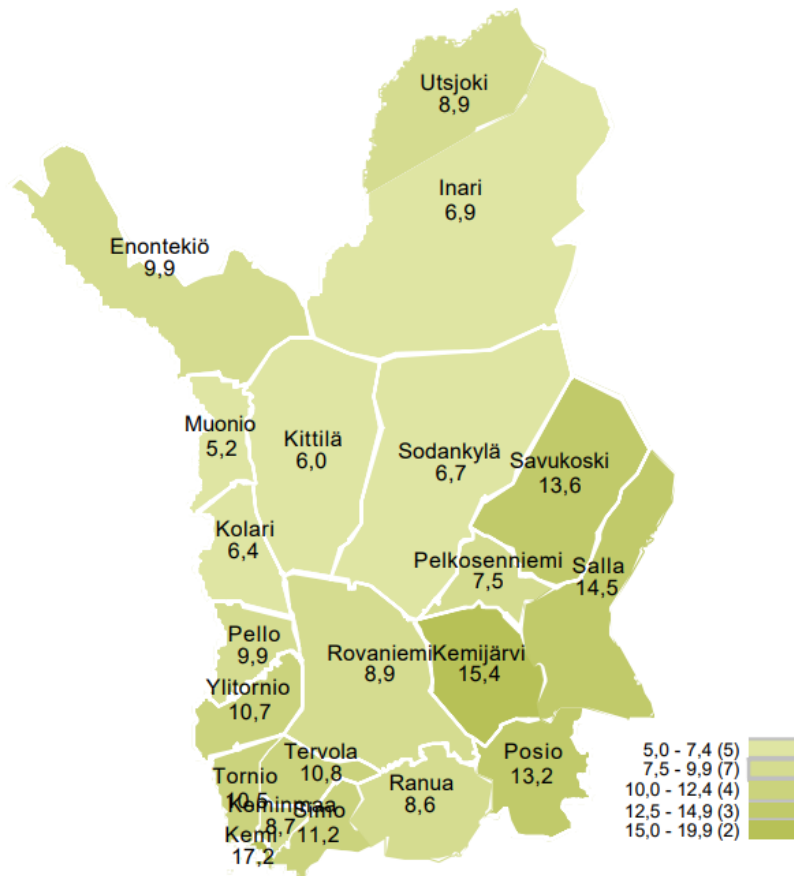 Utsjoki
8,9
Inari
6,9
Enontekiö
9,9
Muonio
5,2
Kittilä
6,0
Sodankylä
6,7
Savukoski
13,6
Kolari
6,4
Pelkosenniemi
7,5
Salla
14,5
Pello
9,9
Rovaniemi
8,9
Kemijärvi
15,4
Ylitornio
10,7
Tervola
10,8
Posio
13,2
Tornio
10,5
Ranua
8,6
Keminmaa
8,7
Simo
11,2
Kemi
17,2
5,0 - 7,4 (5)
7,5 - 9,9 (7)
10,0 - 12,4 (4)
12,5 - 14,9 (3)
15,0 - 19,9 (2)